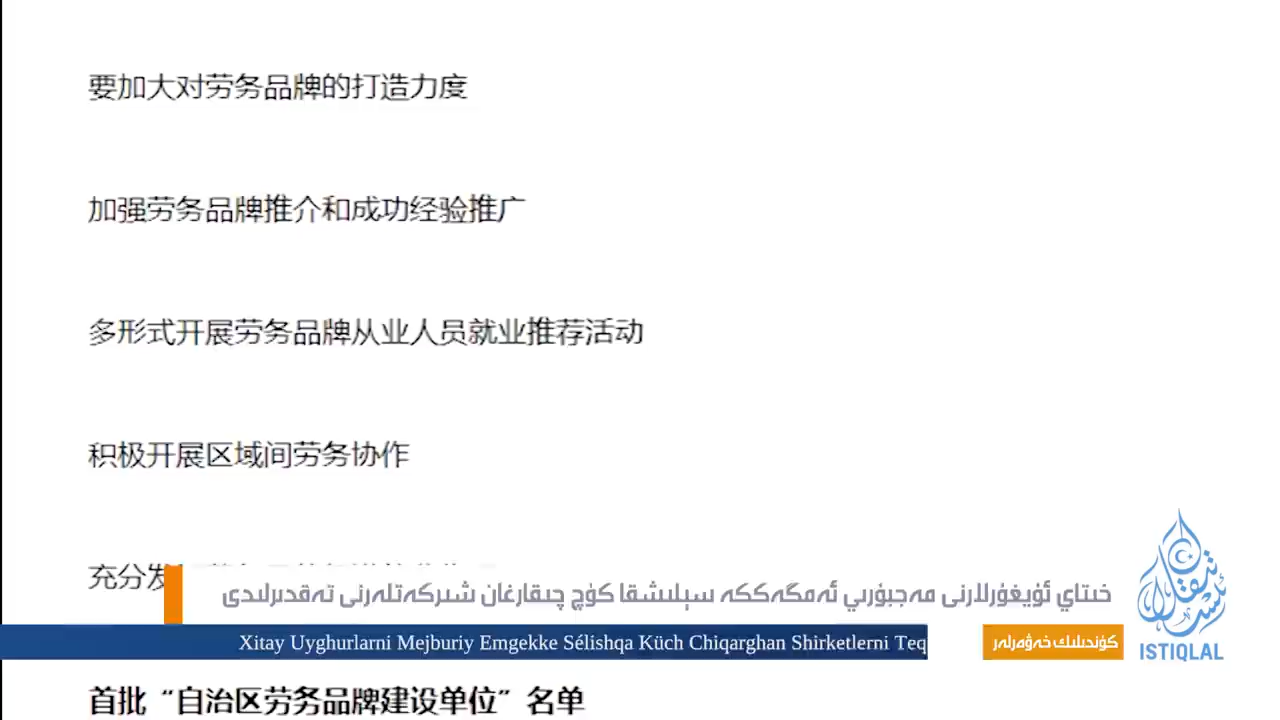 要加大对劳务品牌的打造力度
加强劳务品牌推介和成功经验推广
多形式开展劳务品牌从业人员就业推荐活动
积极开展区域间劳务协作
充分发
خىتاي ئۇيغۇرلارنى مەجبۇرىي ئەمگەككە سېلىشقا كۈچ چىقارغان شىركەتلەرنى تەقدىرلىدى
Xitay Uyghurlarni Mejburiy Emgekke Sélishqa Küch Chiqarghan Shirketlerni Teq
كۈندىلىك خەۋەرلەر
ISTIQLAL
首批“自治区劳务品牌建设单位”名单